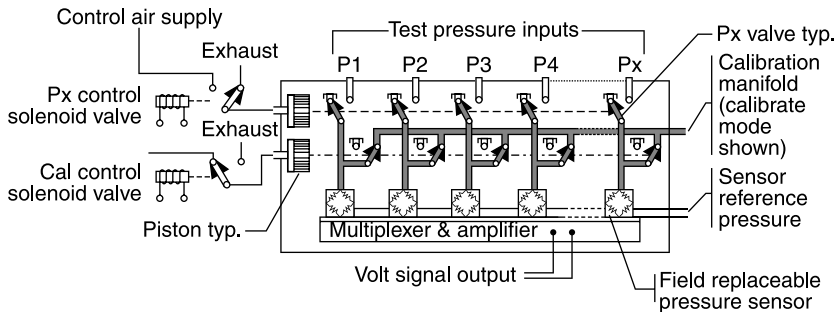 Control air supply
Test pressure inputs
Px valve typ.
Exhaust
P1 P2 P3 P4 Px
Calibration
manifold
(calibrate
mode
shown)
Px control
solenoid valve
Exhaust
Cal control
solenoid valve
Sensor
reference
pressure
Piston typ.
Multiplexer & amplifier
Volt signal output
Field replaceable
pressure sensor